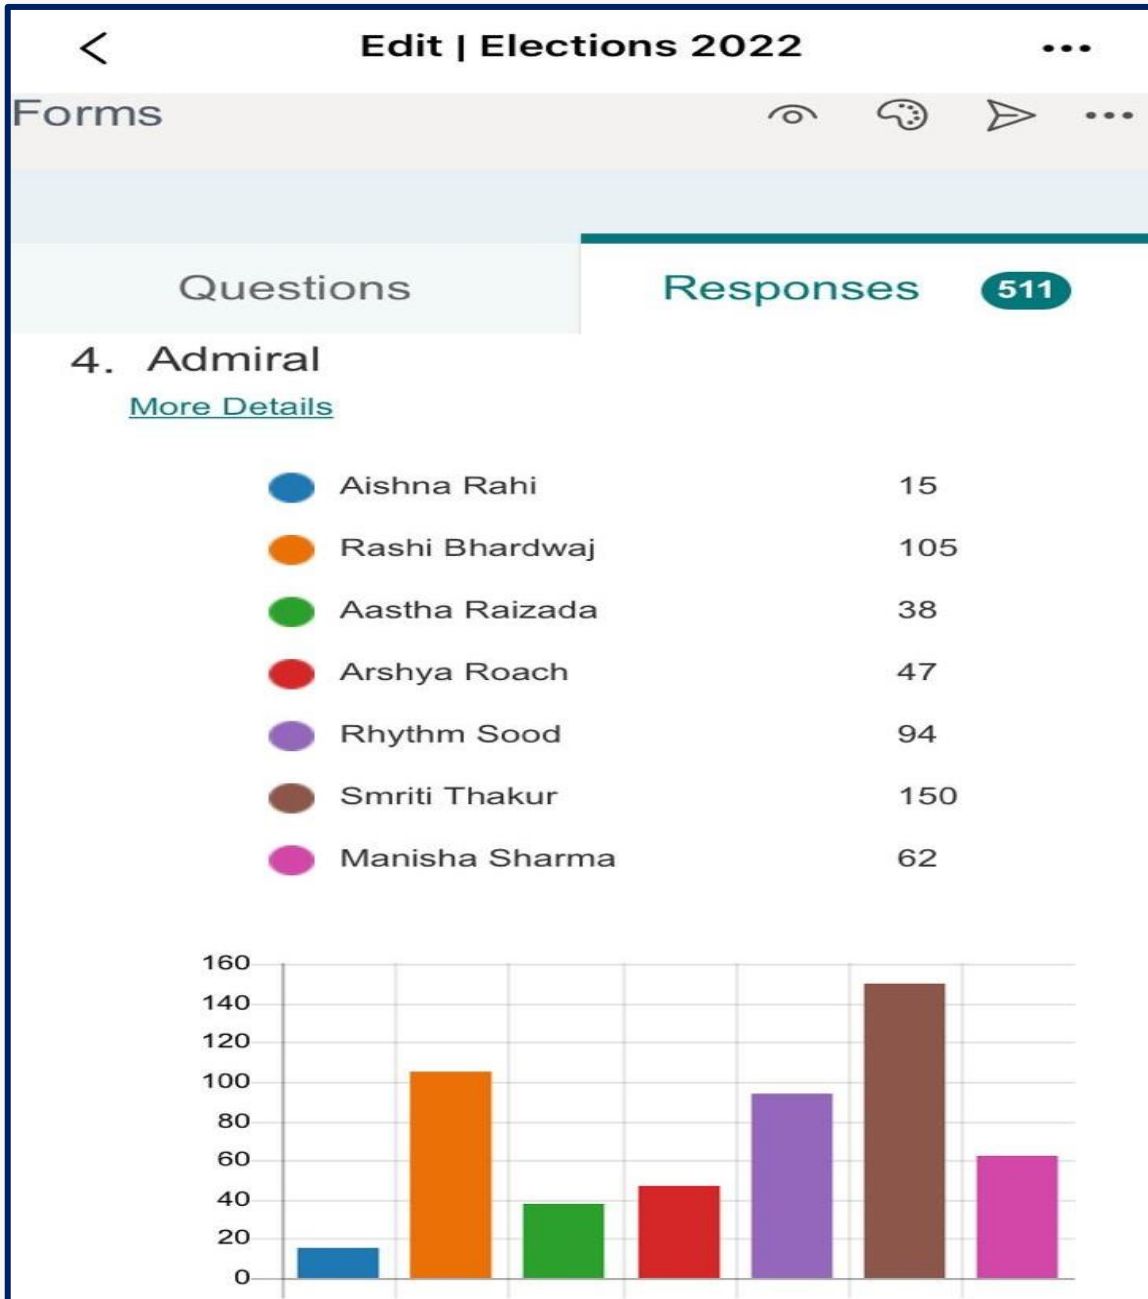 Edit | Elections 2022
Forms
Questions
Responses 511
4. Admiral
More Details
Aishna Rahi 15
Rashi Bhardwaj 105
Aastha Raizada 38
Arshya Roach 47
Rhythm Sood 94
Smriti Thakur 150
Manisha Sharma 62
160
140
120
100
80
60
40
20
0